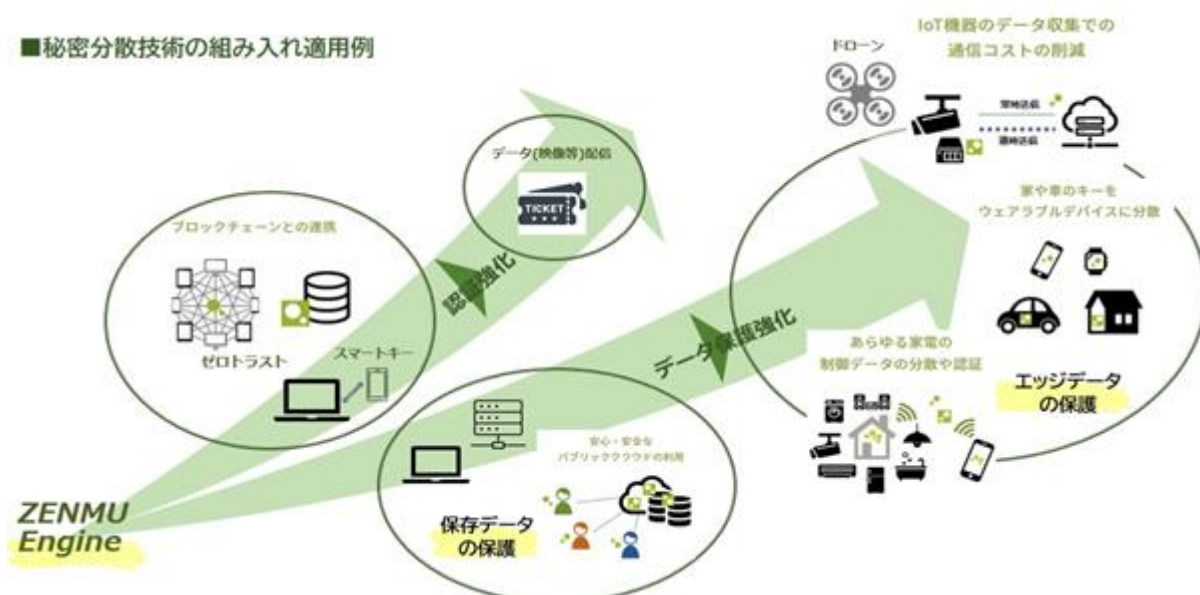 ■秘密分散技術の組み入れ適用例
IoT機器のデータ収集での
通信コストの削減
ドローン
常時送信
随時送信
データ(映像等)配信
TICKET
家や車のキーを
ウェアラブルデバイスに分散
ブロックチェーンとの連携
認証強化
ゼロトラスト
スマートキー
データ保護強化
あらゆる家電の
制御データの分散や認証
エッジデータ
の保護
安心・安全な
パブリッククラウドの利用
ZENMU
Engine
保存データ
の保護